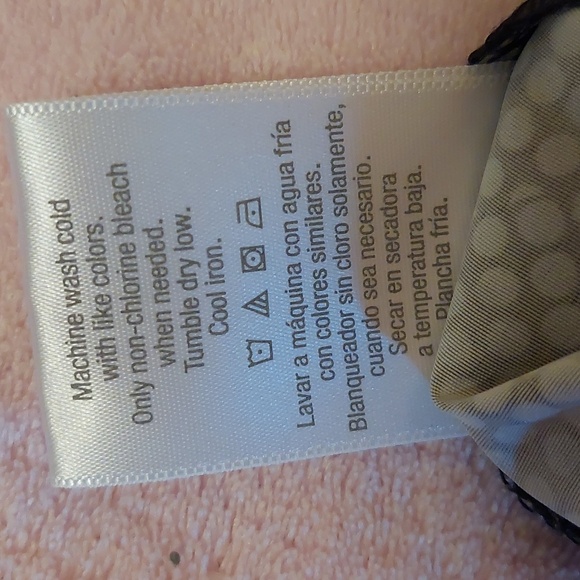 Machine wash cold
with like colors.
Only non-chlorine bleach
when needed.
Tumble dry low.
Cool iron.
Lavar a máquina con agua fría
con colores similares.
Blanqueador sin cloro solamente,
cuando sea necesario.
Secar en secadora
a temperatura baja.
Plancha fría.